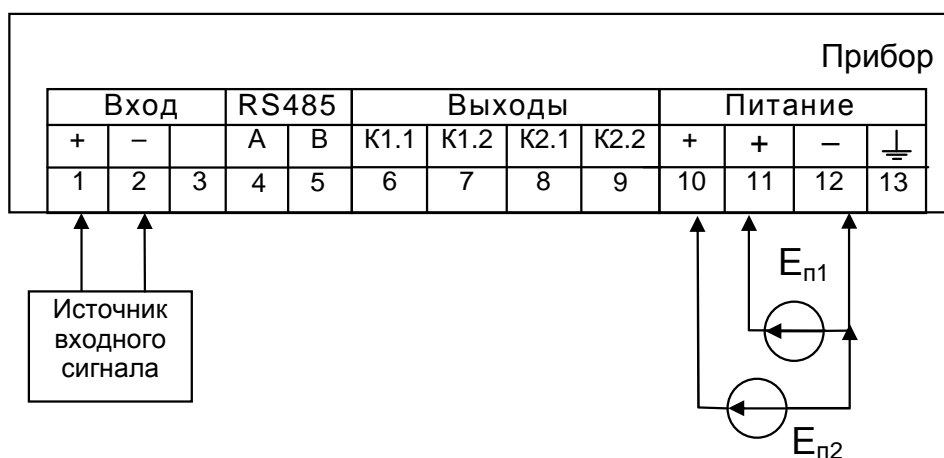 Прибор
Вход RS485 Выходы Питание
+ – A B К1.1 К1.2 К2.1 К2.2 + + –
1 2 3 4 5 6 7 8 9 10 11 12 13
Eп1
Источник
входного
сигнала
Eп2